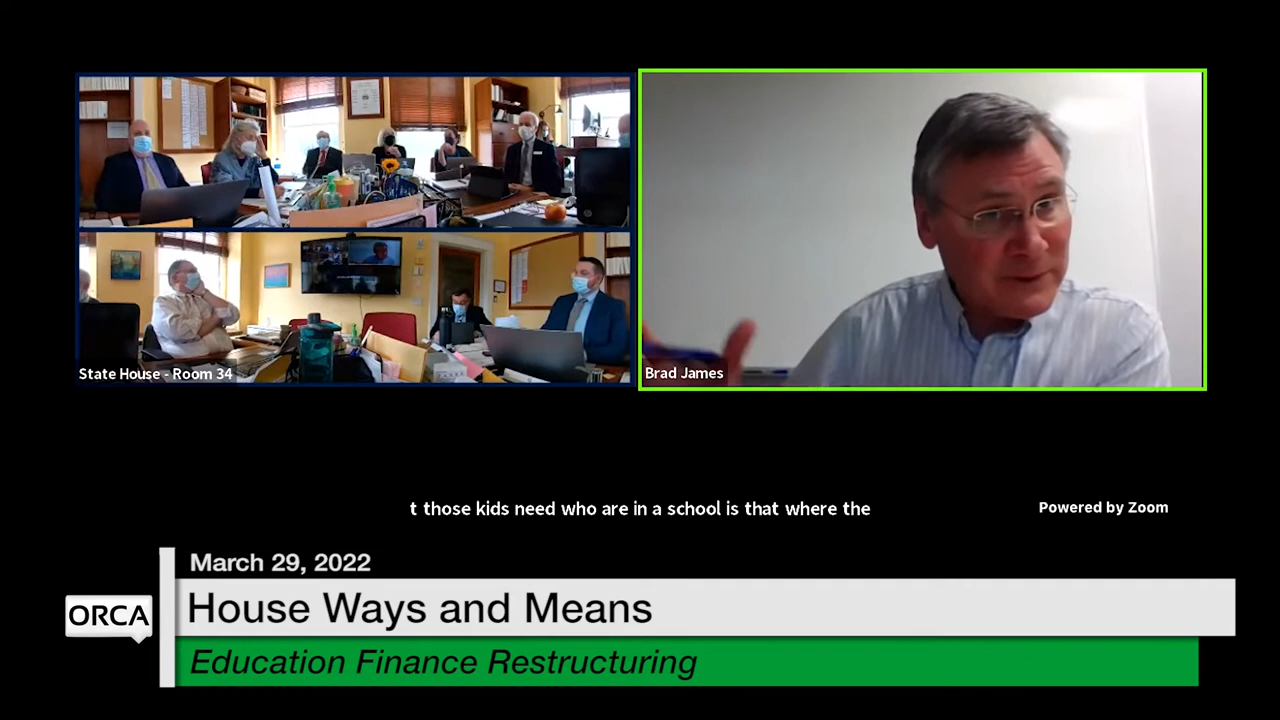 State House - Room 34
Brad James
t those kids need who are in a school is that where the
Powered by Zoom
March 29, 2022
ORCA
House Ways and Means
Education Finance Restructuring